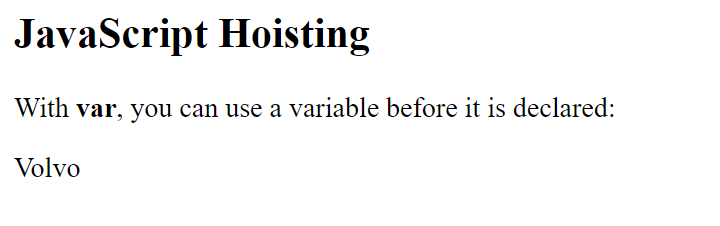 JavaScript Hoisting
With var, you can use a variable before it is declared:
Volvo